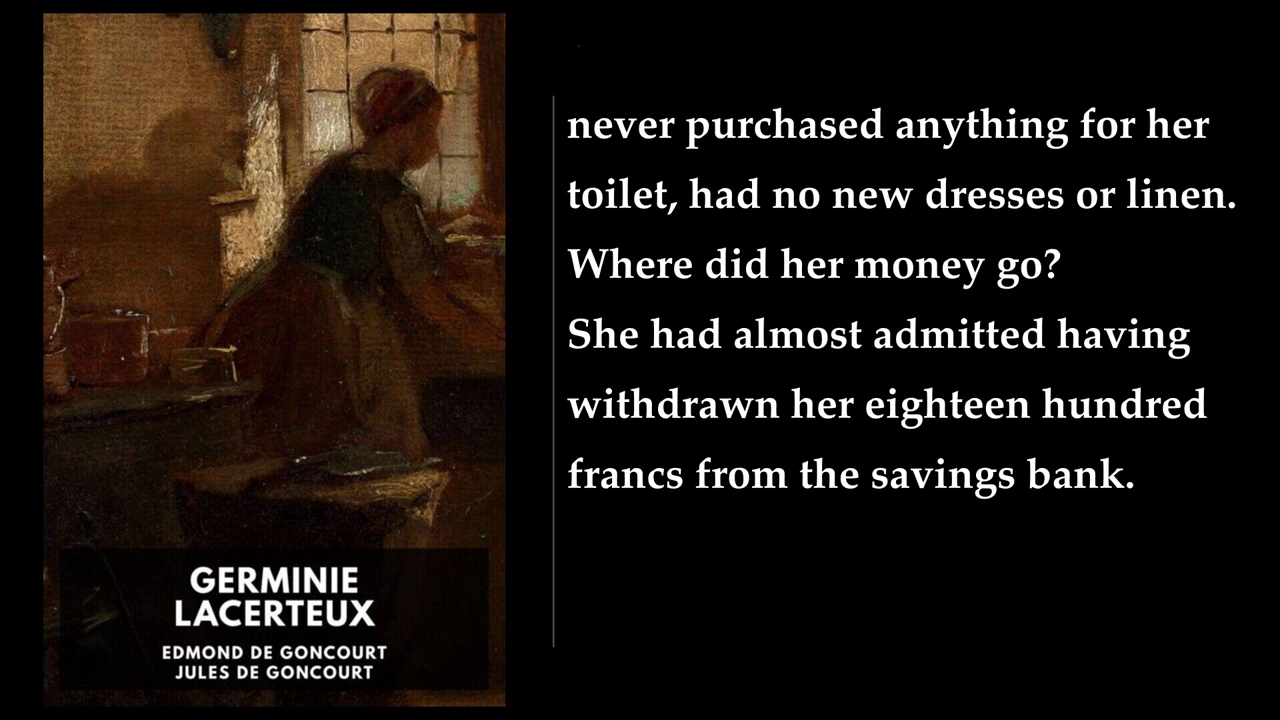 GERMINIE
LACERTEUX
EDMOND DE GONCOURT
JULES DE GONCOURT
never purchased anything for her
toilet, had no new dresses or linen.
Where did her money go?
She had almost admitted having
withdrawn her eighteen hundred
francs from the savings bank.